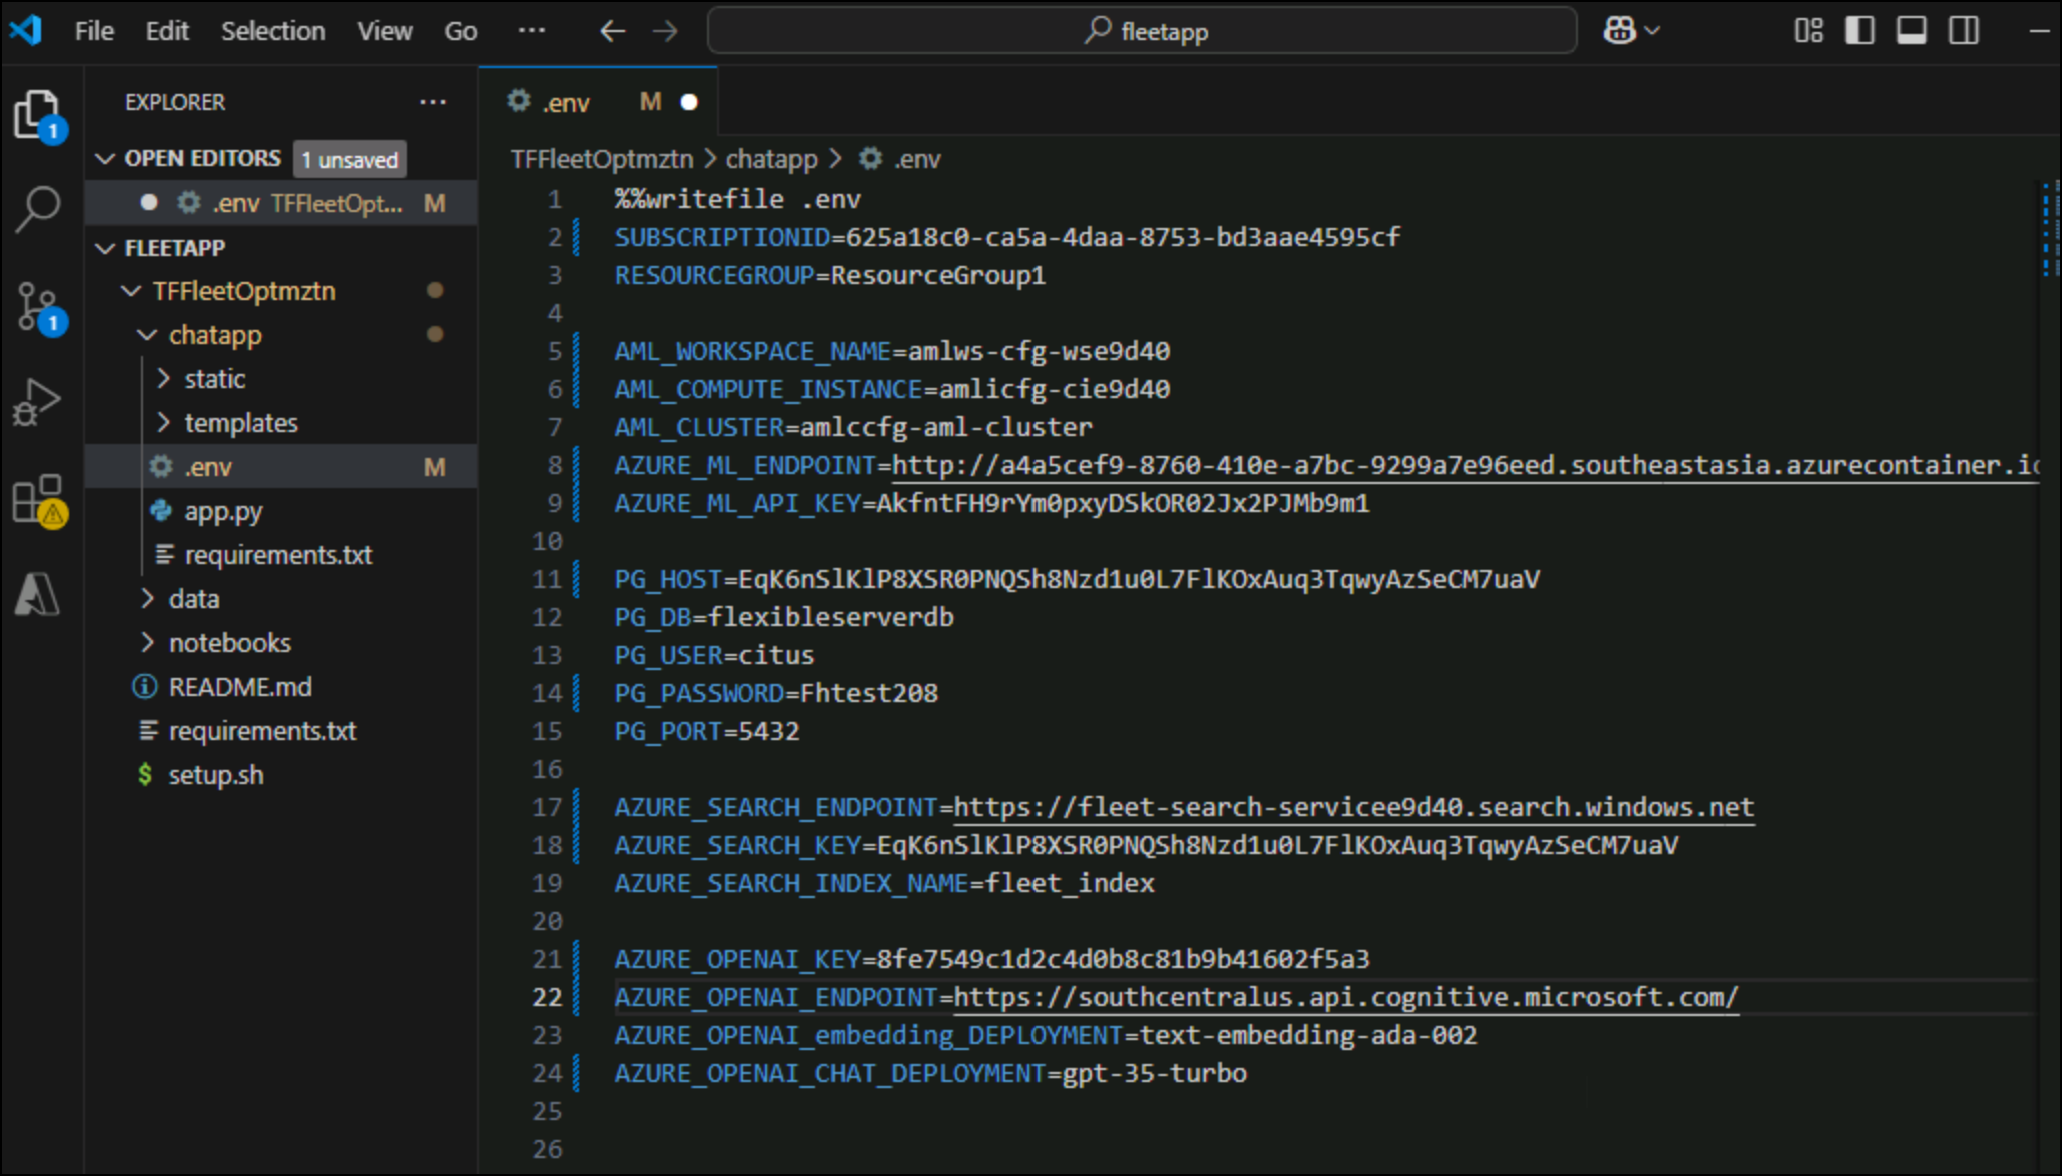 File Edit Selection View Go ··· fleetapp
EXPLORER ···
OPEN EDITORS 1 unsaved
.env TFFleetOpt... M
FLEETAPP
TFFleetOptmztn
chatapp
static
templates
.env M
app.py
requirements.txt
data
notebooks
README.md
requirements.txt
$ setup.sh
1
1
.env M
TFFleetOptmztn > chatapp > .env
1 %%writefile .env
2 SUBSCRIPTIONID=625a18c0-ca5a-4daa-8753-bd3aae4595cf
3 RESOURCEGROUP=ResourceGroup1
4
5 AML_WORKSPACE_NAME=amlws-cfg-wse9d40
6 AML_COMPUTE_INSTANCE=amlicfg-cie9d40
7 AML_CLUSTER=amlccfg-aml-cluster
8 AZURE_ML_ENDPOINT=http://a4a5cef9-8760-410e-a7bc-9299a7e96eed.southeastasia.azurecontainer.io
9 AZURE_ML_API_KEY=AkfntFH9rYm0pxyDSkOR02Jx2PJMb9m1
10
11 PG_HOST=EqK6nSlKlP8XSR0PNQSh8Nzd1u0L7FlKOxAuq3TqwyAzSeCM7uaV
12 PG_DB=flexibleserverdb
13 PG_USER=citus
14 PG_PASSWORD=Fhtest208
15 PG_PORT=5432
16
17 AZURE_SEARCH_ENDPOINT=https://fleet-search-servicee9d40.search.windows.net
18 AZURE_SEARCH_KEY=EqK6nSlKlP8XSR0PNQSh8Nzd1u0L7FlKOxAuq3TqwyAzSeCM7uaV
19 AZURE_SEARCH_INDEX_NAME=fleet_index
20
21 AZURE_OPENAI_KEY=8fe7549c1d2c4d0b8c81b9b41602f5a3
22 AZURE_OPENAI_ENDPOINT=https://southcentralus.api.cognitive.microsoft.com/
23 AZURE_OPENAI_embedding_DEPLOYMENT=text-embedding-ada-002
24 AZURE_OPENAI_CHAT_DEPLOYMENT=gpt-35-turbo
25
26